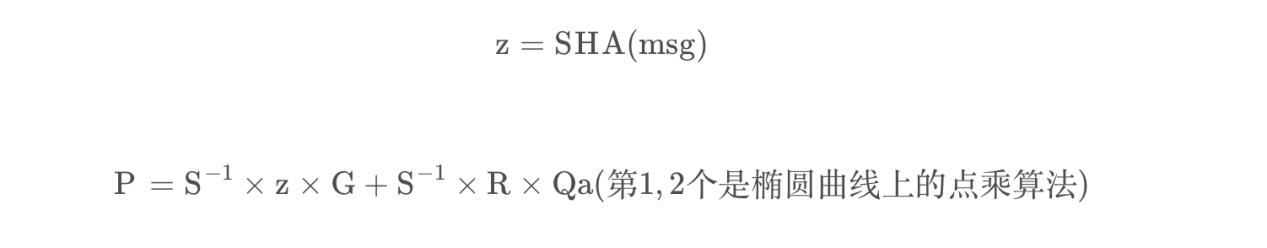 z = SHA(msg)
P = S⁻¹ × z × G + S⁻¹ × R × Qa(第1, 2个是椭圆曲线上的点乘算法)